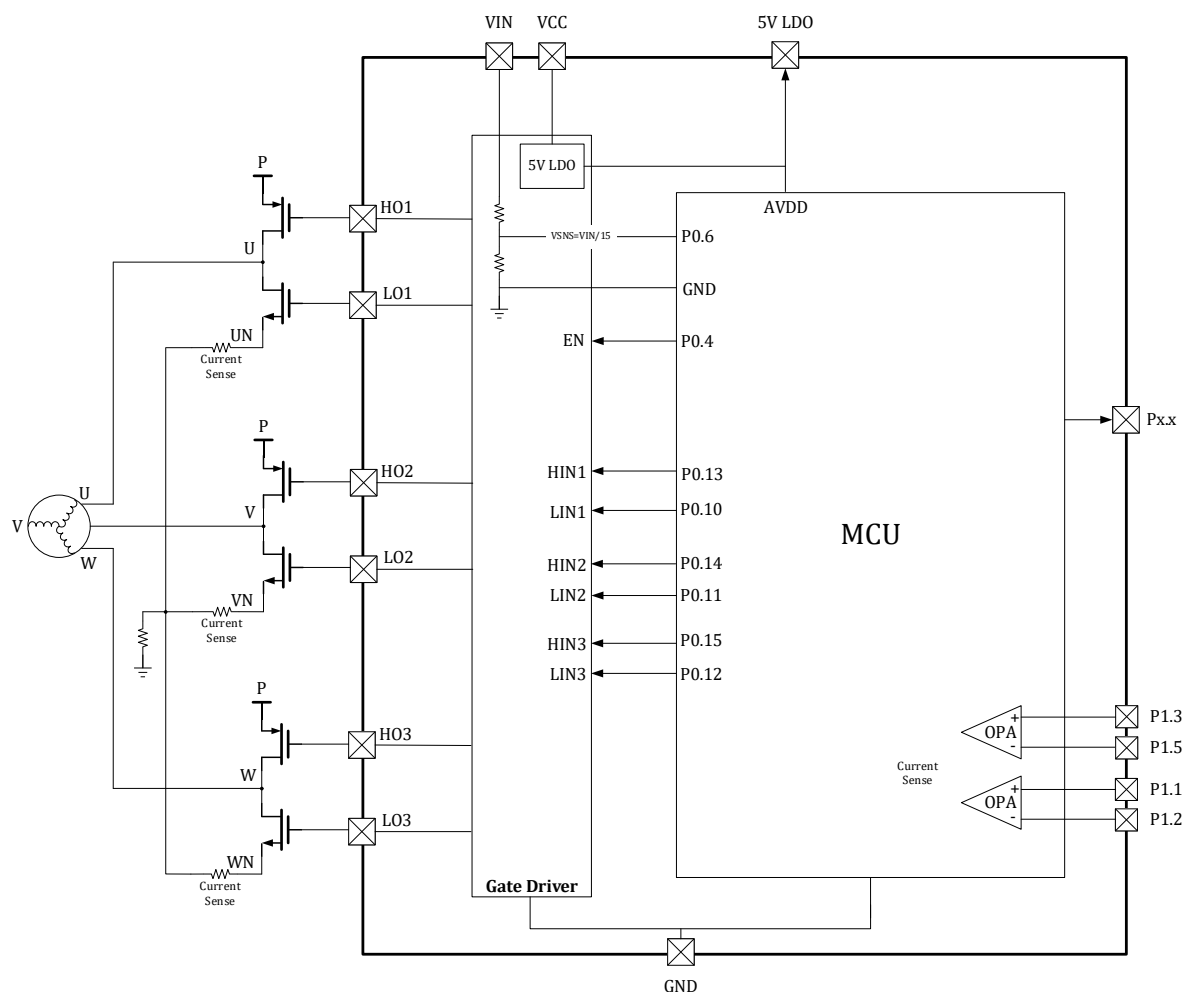 VIN
VCC
5V LDO
5V LDO
P
HO1
AVDD
U
VSNS=VIN/15
P0.6
LO1
GND
UN
Current
Sense
EN
P0.4
Px.x
P
HO2
HIN1
P0.13
U
V
LIN1
P0.10
V
MCU
W
LO2
HIN2
P0.14
VN
Current
Sense
LIN2
P0.11
HIN3
P0.15
LIN3
P0.12
P
HO3
OPA
+
-
P1.3
P1.5
W
Current
Sense
OPA
+
-
P1.1
P1.2
LO3
WN
Current
Sense
Gate Driver
GND